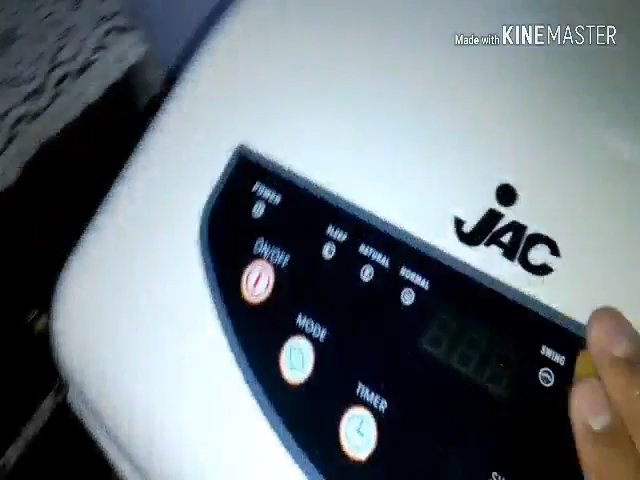 Made with KINEMASTER
JAC
POWER
ON/OFF
SLEEP
NATURAL
NORMAL
MODE
TIMER
SWING